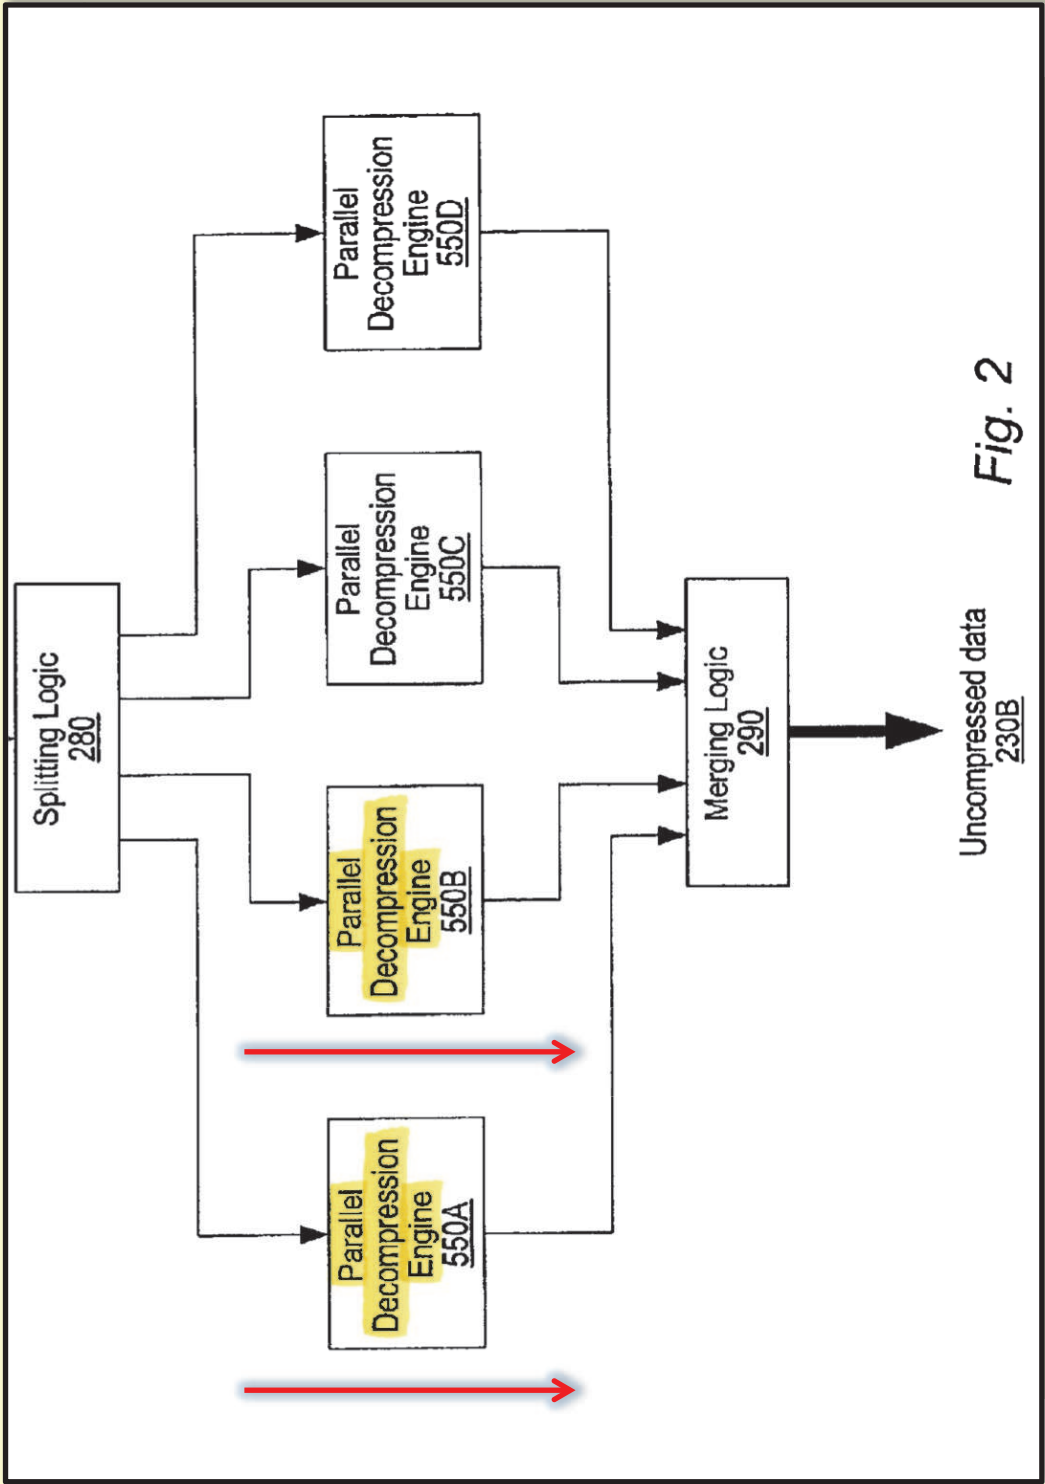 Splitting Logic
280
Parallel
Decompression
Engine
550A
Parallel
Decompression
Engine
550B
Parallel
Decompression
Engine
550C
Parallel
Decompression
Engine
550D
Merging Logic
290
Uncompressed data
230B
Fig. 2